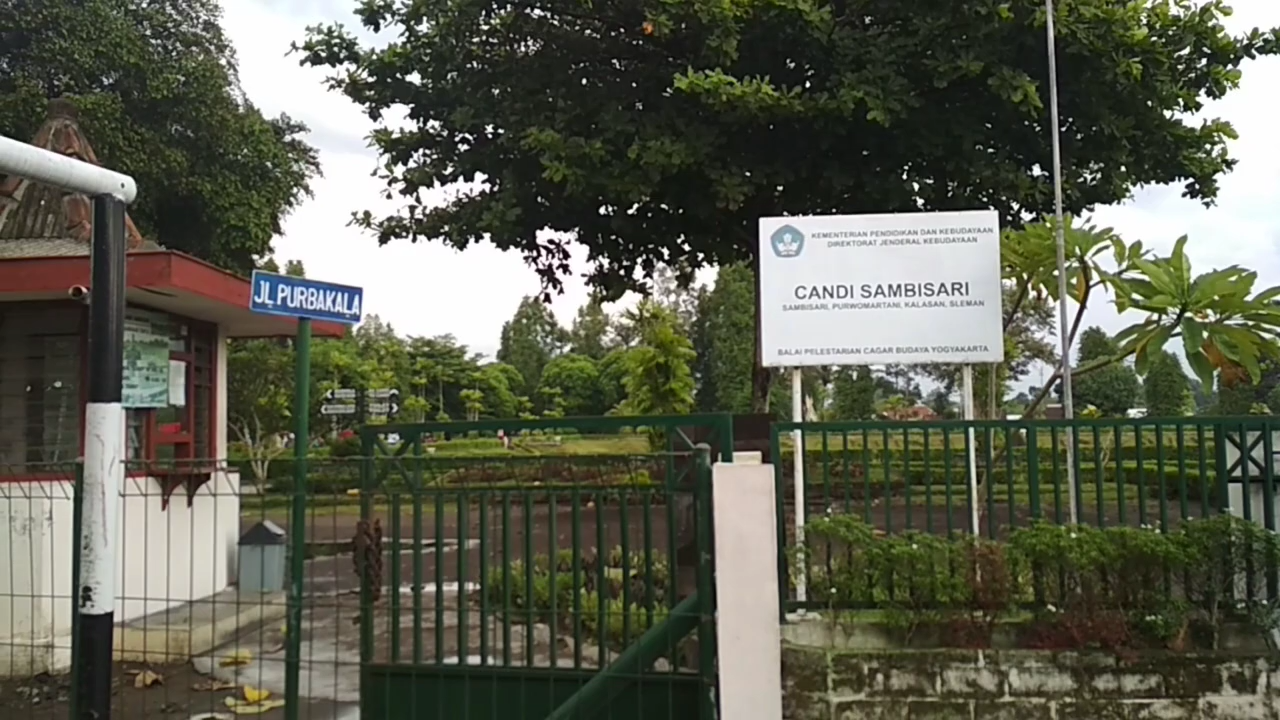 JL PURBAKALA
KEMENTERIAN PENDIDIKAN DAN KEBUDAYAAN
DIREKTORAT JENDERAL KEBUDAYAAN
CANDI SAMBISARI
SAMBISARI, PURWOMARTANI, KALASAN, SLEMAN
BALAI PELESTARIAN CAGAR BUDAYA YOGYAKARTA